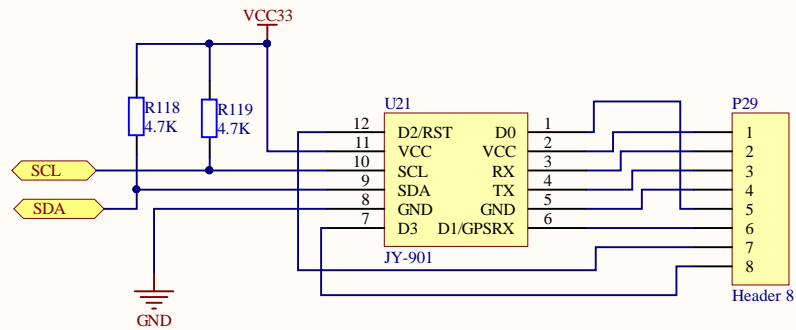 VCC33
R118
4.7K
R119
4.7K
U21
P29
12 D2/RST D0 1
11 VCC VCC 2
10 SCL RX 3
9 SDA TX 4
8 GND GND 5
7 D3 D1/GPSRX 6
JY-901
SCL
SDA
GND
1
2
3
4
5
6
7
8
Header 8